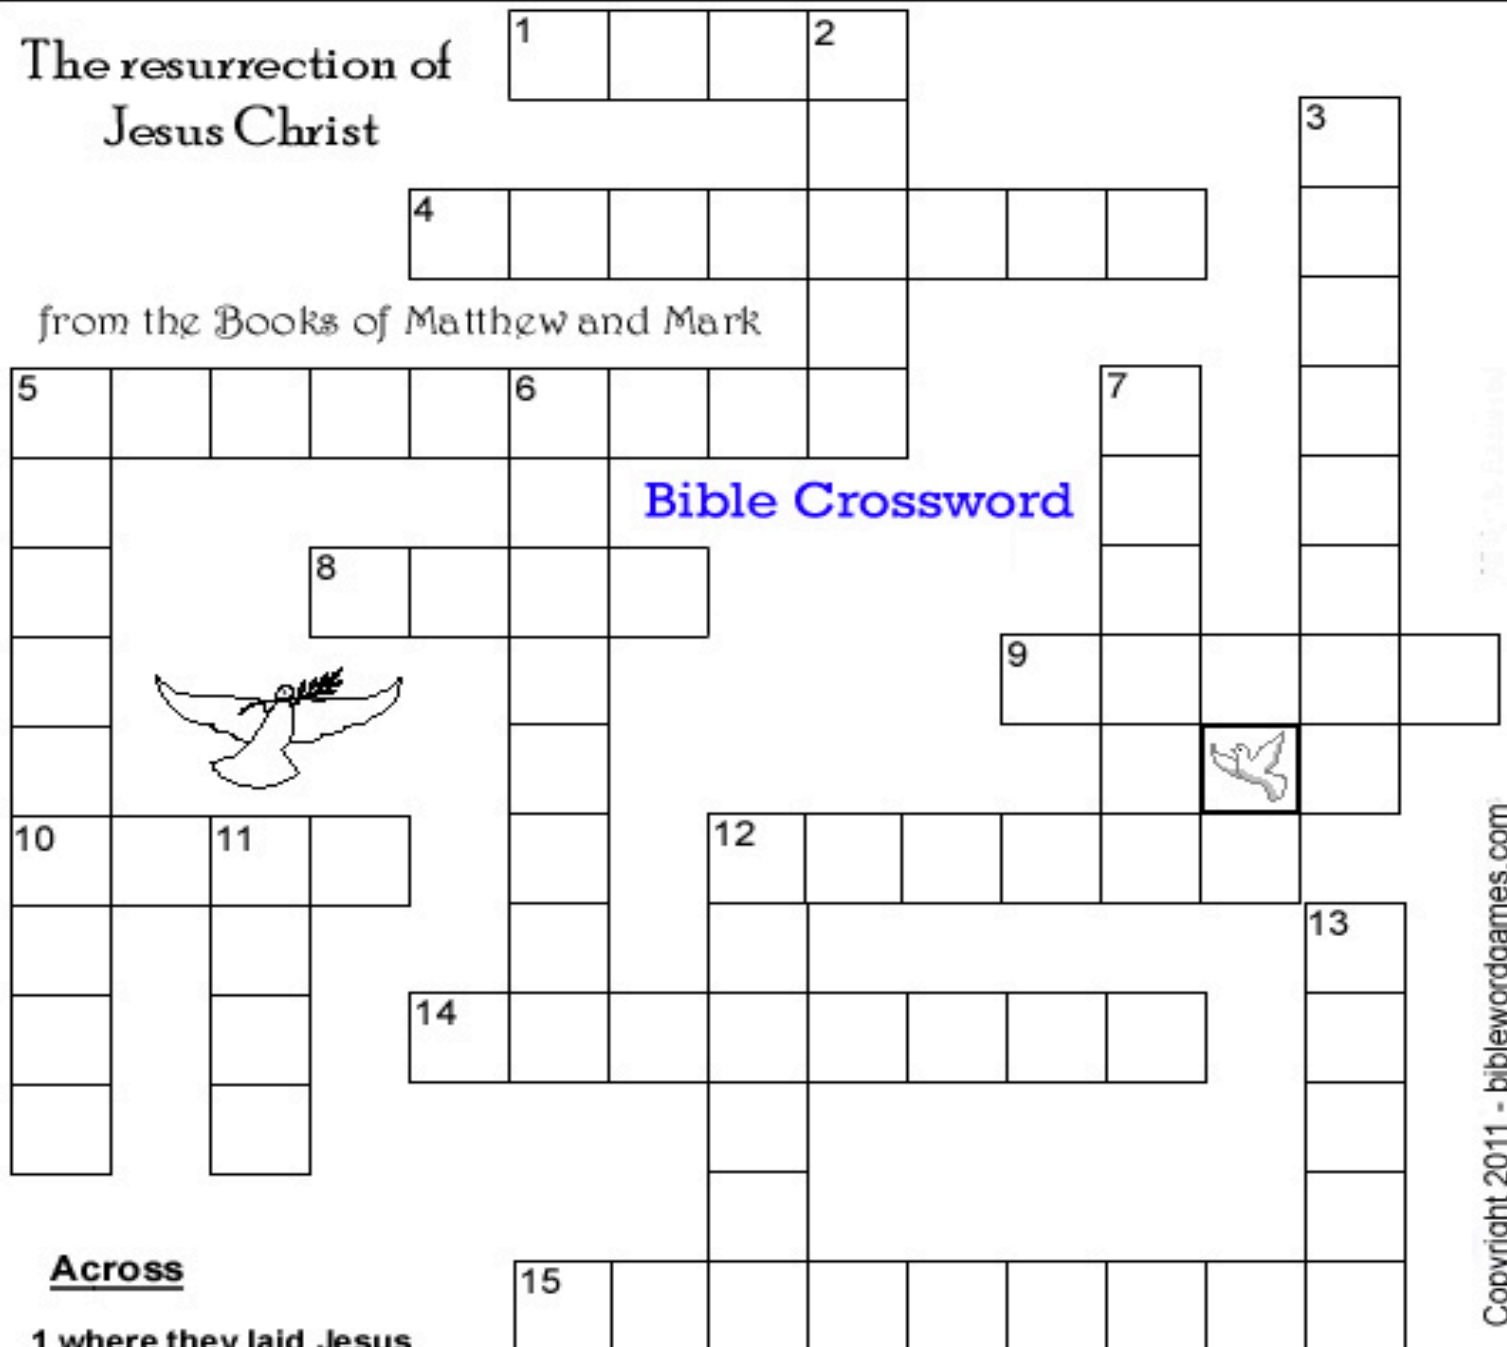 The resurrection of
Jesus Christ
from the Books of Matthew and Mark
Bible Crossword
1
2
3
4
5
6
7
8
9
10
11
12
13
14
15
Across
1 where they laid Jesus
Copyright 2011 - biblewordgames.com